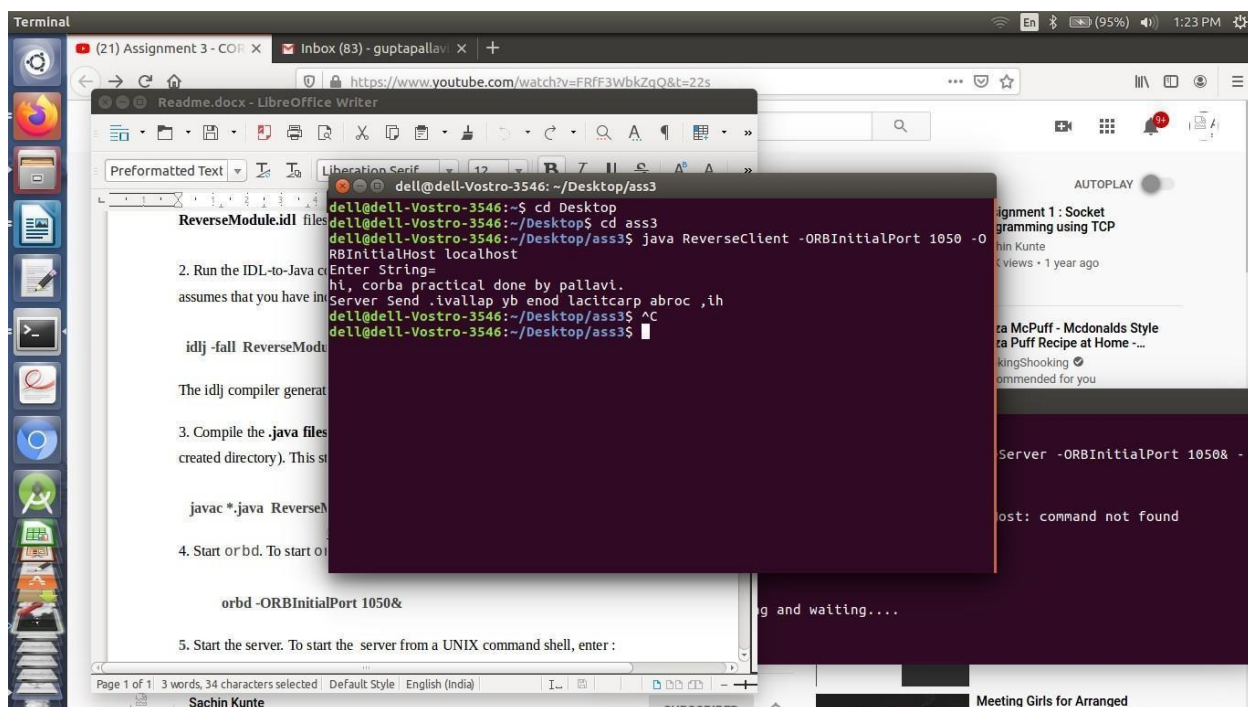 Terminal
En (95%) 1:23 PM
(21) Assignment 3 - COR
Inbox (83) - guptapallavi
https://www.youtube.com/watch?v=FRfF3WbkZqQ&t=22s
Readme.docx - LibreOffice Writer
Preformatted Text
Liberation Serif
12
ReverseModule.idl files
2. Run the IDL-to-Java
assumes that you have
idlj -fall
The idlj compiler
3. Compile the .java files
created directory). This
javac *.java
4. Start orbd. To start
orbd -ORBInitialPort 1050&
5. Start the server. To start the server from a UNIX command shell, enter :
Page 1 of 1 3 words, 34 characters selected Default Style English (India)
dell@dell-Vostro-3546: ~/Desktop/ass3
dell@dell-Vostro-3546:~$ cd Desktop
dell@dell-Vostro-3546:~/Desktop$ cd ass3
dell@dell-Vostro-3546:~/Desktop/ass3$ java ReverseClient -ORBInitialPort 1050 -O
RBInitialHost localhost
Enter String=
hi, corba practical done by pallavi.
Server Send .ivallap yb enod lacitcarp abroc ,ih
dell@dell-Vostro-3546:~/Desktop/ass3$ ^C
dell@dell-Vostro-3546:~/Desktop/ass3$
9+
AUTOPLAY
ignment 1 : Socket
gramming using TCP
hin Kunte
views • 1 year ago
za McPuff - Mcdonalds Style
za Puff Recipe at Home -...
kingShooking
ommended for you
Server -ORBInitialPort 1050& -
Host: command not found
g and waiting....
Sachin Kunte
Meeting Girls for Arranged